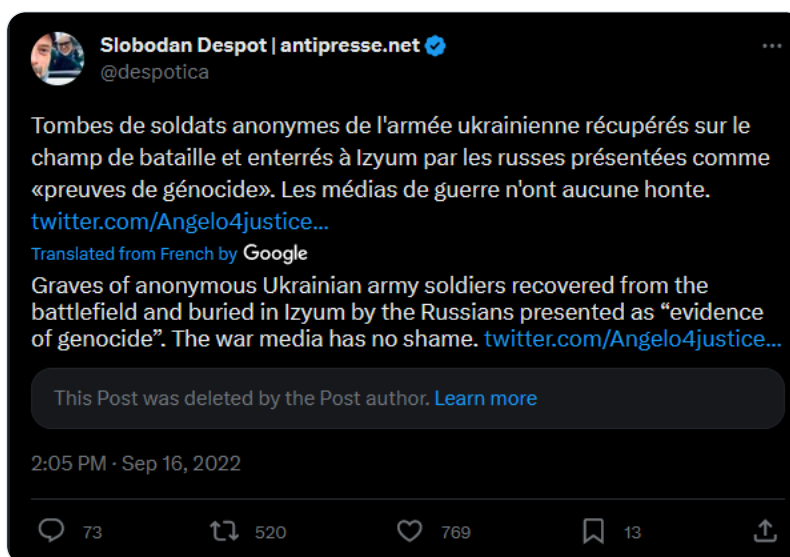 Slobodan Despot | antipresse.net
@despotica
Tombes de soldats anonymes de l'armée ukrainienne récupérés sur le
champ de bataille et enterrés à Izyum par les russes présentées comme
«preuves de génocide». Les médias de guerre n'ont aucune honte.
twitter.com/Angelo4justice...
Translated from French by Google
Graves of anonymous Ukrainian army soldiers recovered from the
battlefield and buried in Izyum by the Russians presented as “evidence
of genocide”. The war media has no shame. twitter.com/Angelo4justice...
This Post was deleted by the Post author. Learn more
2:05 PM · Sep 16, 2022
73 520 769 13